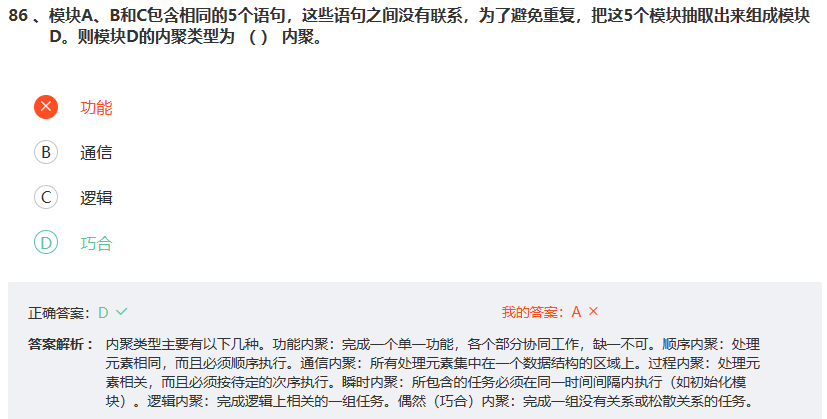 86 、模块A、B和C包含相同的5个语句，这些语句之间没有联系，为了避免重复，把这5个模块抽取出来组成模块
D。则模块D的内聚类型为 （ ） 内聚。
功能
B 通信
C 逻辑
D 巧合
正确答案：D
我的答案：A
答案解析： 内聚类型主要有以下几种。功能内聚：完成一个单一功能，各个部分协同工作，缺一不可。顺序内聚：处理
元素相同，而且必须顺序执行。通信内聚：所有处理元素集中在一个数据结构的区域上。过程内聚：处理元
素相关，而且必须按待定的次序执行。瞬时内聚：所包含的任务必须在同一时间间隔内执行（如初始化模
块）。逻辑内聚：完成逻辑上相关的一组任务。偶然（巧合）内聚：完成一组没有关系或松散关系的任务。